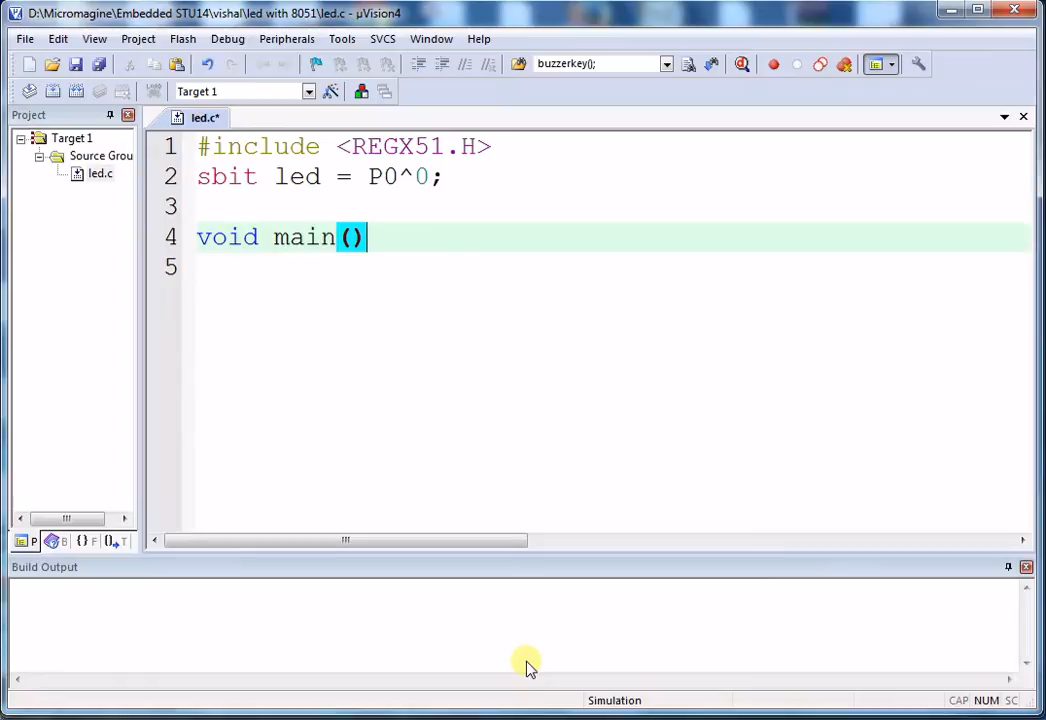 D:\Micromagine\Embedded STU14\vishal\led with 8051\led.c - µVision4
File Edit View Project Flash Debug Peripherals Tools SVCS Window Help
buzzerkey();
Target 1
Project
led.c*
Target 1
Source Grou
led.c
1 #include <REGX51.H>
2 sbit led = P0^0;
3
4 void main()
5
P B {} F T
Build Output
Simulation
CAP NUM SC